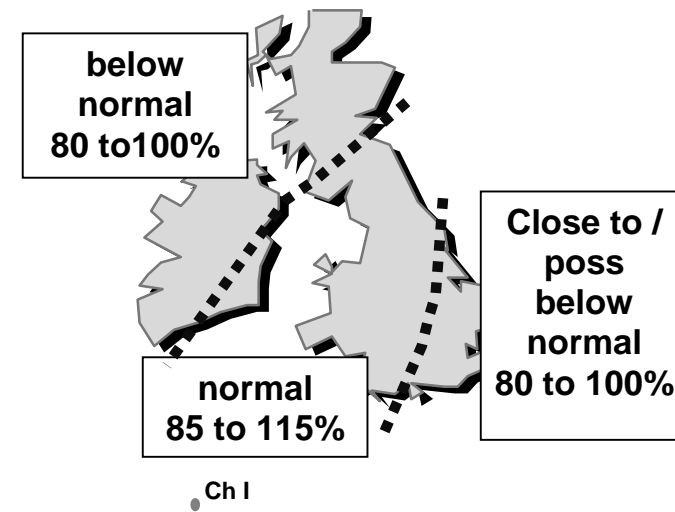 below
normal
80 to100%
Close to /
poss
below
normal
80 to 100%
normal
85 to 115%
Ch I